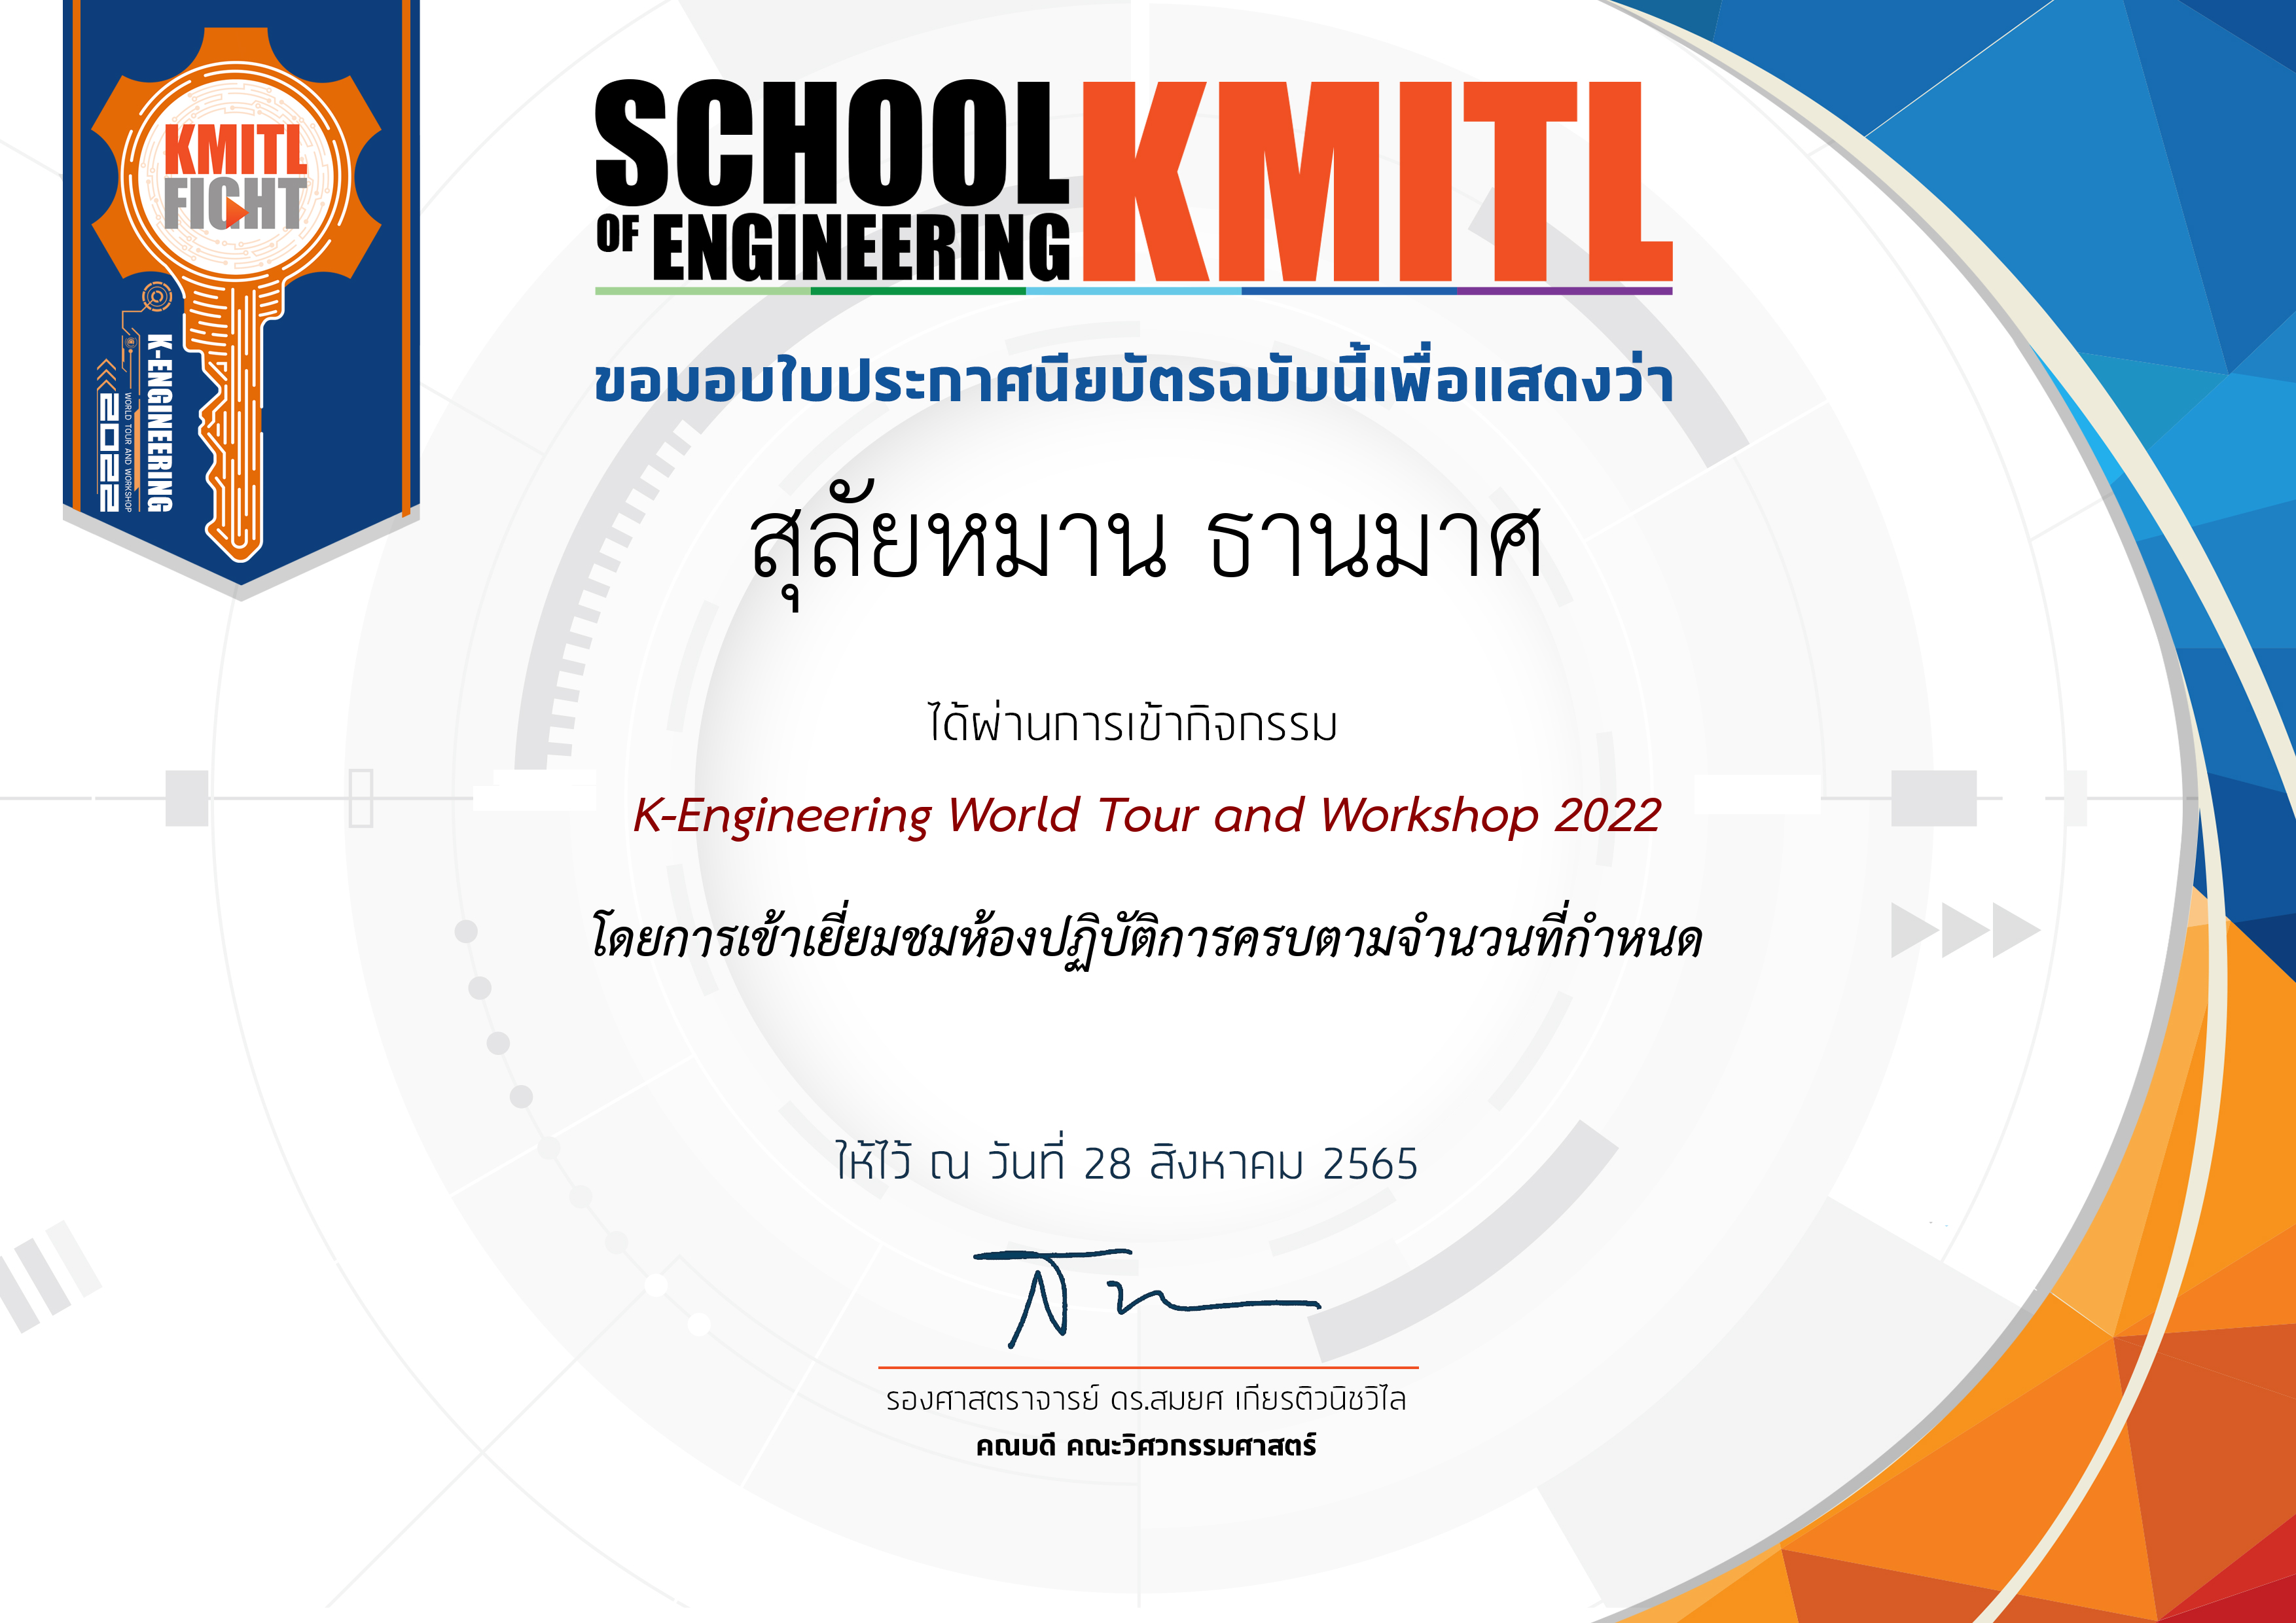 KMITL
FIGHT
K-ENGINEERING
WORLD TOUR AND WORKSHOP
2022
SCHOOL
OF ENGINEERING
KMITL
ขอมอบใบประกาศนียบัตรฉบับนี้เพื่อแสดงว่า
สุลัยหมาน ธานมาศ
ได้ผ่านการเข้ากิจกรรม
K-Engineering World Tour and Workshop 2022
โดยการเข้าเยี่ยมชมห้องปฏิบัติการครบตามจำนวนที่กำหนด
ให้ไว้ ณ วันที่ 28 สิงหาคม 2565
รองศาสตราจารย์ ดร.สมยศ เกียรติวนิชวิไล
คณบดี คณะวิศวกรรมศาสตร์